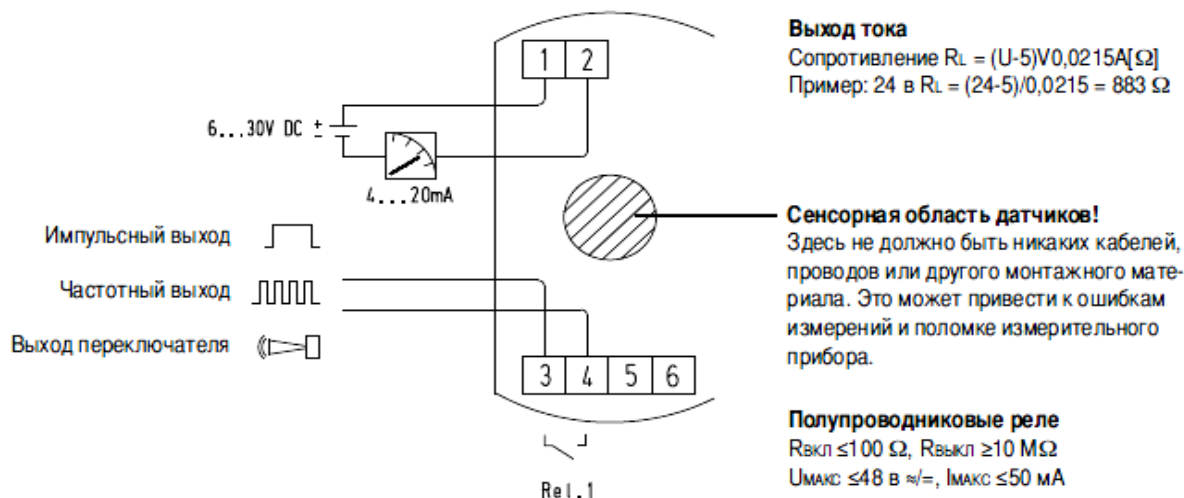 Выход тока
Сопротивление RL = (U-5)V0,0215A[Ω]
Пример: 24 в RL = (24-5)/0,0215 = 883 Ω
1 2
6...30V DC ±
4...20mA
Сенсорная область датчиков!
Здесь не должно быть никаких кабелей,
проводов или другого монтажного мате-
риала. Это может привести к ошибкам
измерений и поломке измерительного
прибора.
Импульсный выход
Частотный выход
Выход переключателя
3 4 5 6
Rel.1
Полупроводниковые реле
Rвкл ≤100 Ω, Rвыкл ≥10 MΩ
Uмакс ≤48 в ≈/=, Iмакс ≤50 мА